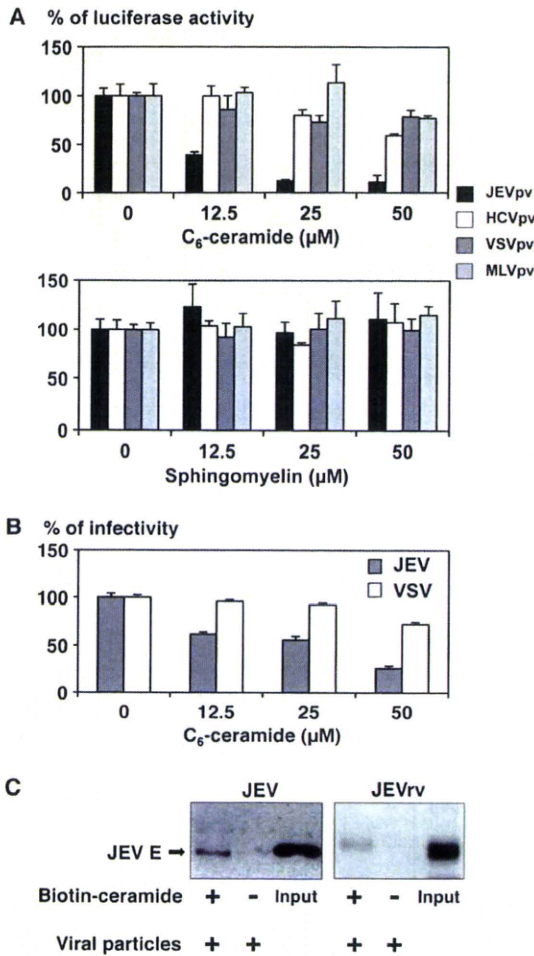 A % of luciferase activity
150
100
50
0
0 12.5 25 50
C6-ceramide (µM)
JEVpv
HCVpv
VSVpv
MLVpv
150
100
50
0
0 12.5 25 50
Sphingomyelin (µM)
B % of infectivity
150
100
50
0
JEV
VSV
0 12.5 25 50
C6-ceramide (µM)
C JEV JEVrv
JEV E →
Biotin-ceramide + - Input + - Input
Viral particles + + + +